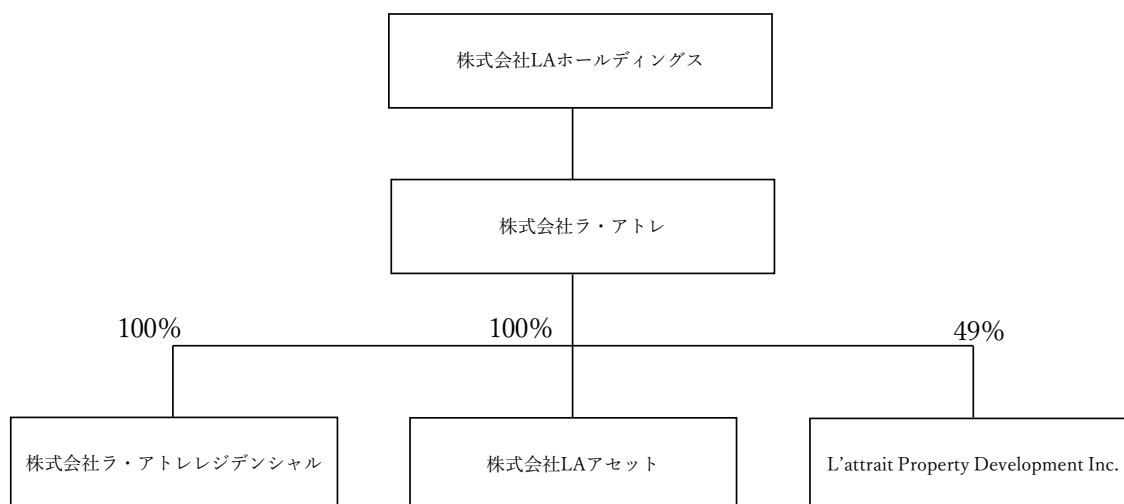 株式会社LAホールディングス
株式会社ラ・アトレ
100%
100%
49%
株式会社ラ・アトレレジデンシャル
株式会社LAアセット
L’attrait Property Development Inc.